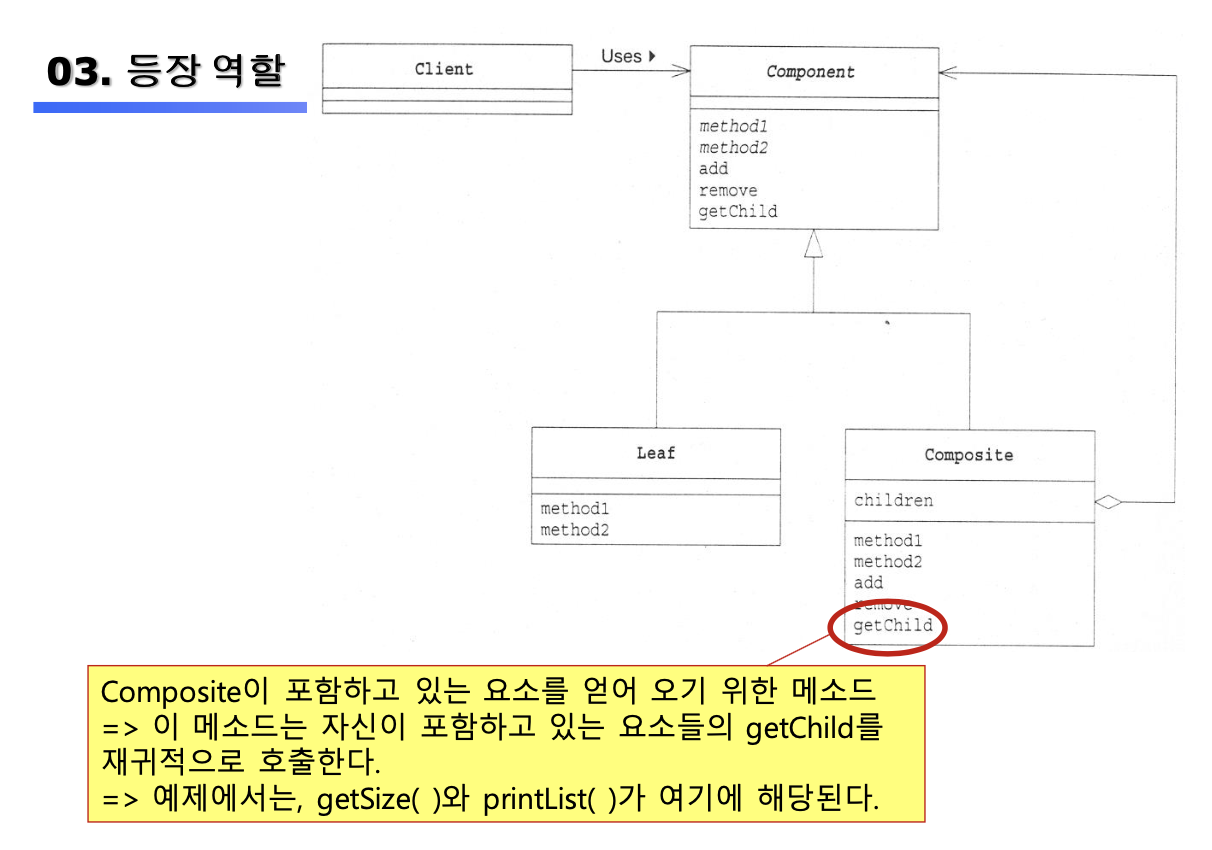 03. 등장 역할
Client
Uses
Component
method1
method2
add
remove
getChild
Leaf
method1
method2
Composite
children
method1
method2
add
remove
getChild
Composite이 포함하고 있는 요소를 얻어 오기 위한 메소드
=> 이 메소드는 자신이 포함하고 있는 요소들의 getChild를
재귀적으로 호출한다.
=> 예제에서는, getSize( )와 printList( )가 여기에 해당된다.